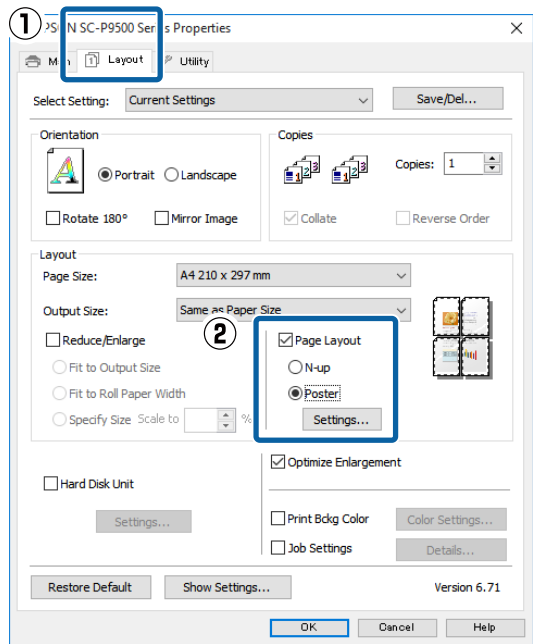 ①
EPSON SC-P9500 Series Properties
Main Layout Utility
Select Setting: Current Settings Save/Del...
Orientation
Portrait Landscape
Rotate 180° Mirror Image
Copies
Copies: 1
Collate Reverse Order
Layout
Page Size: A4 210 x 297 mm
Output Size: Same as Paper Size
②
Reduce/Enlarge
Fit to Output Size
Fit to Roll Paper Width
Specify Size Scale to %
Page Layout
N-up
Poster
Settings...
Optimize Enlargement
Hard Disk Unit
Settings...
Print Bckg Color Color Settings...
Job Settings Details...
Restore Default Show Settings... Version 6.71
OK Cancel Help